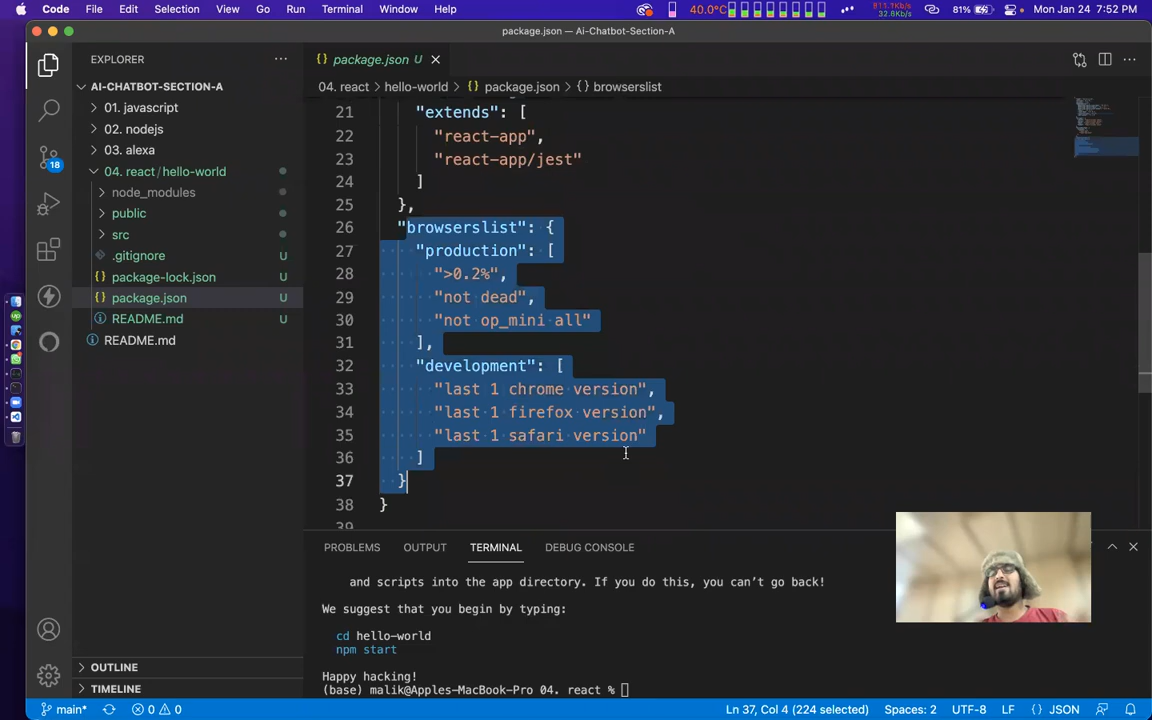 Code File Edit Selection View Go Run Terminal Window Help 40.0°C 32.8Kb/s 81% Mon Jan 24 7:52 PM
package.json — Ai-Chatbot-Section-A
EXPLORER
{} package.json U
04. react > hello-world > {} package.json > {} browserslist
AI-CHATBOT-SECTION-A
01. javascript
02. nodejs
03. alexa
04. react / hello-world
node_modules
public
src
.gitignore U
{} package-lock.json U
{} package.json U
README.md U
README.md
18
21 "extends": [
22 "react-app",
23 "react-app/jest"
24 ]
25 },
26 "browserslist": {
27 "production": [
28 ">0.2%",
29 "not dead",
30 "not op_mini all"
31 ],
32 "development": [
33 "last 1 chrome version",
34 "last 1 firefox version",
35 "last 1 safari version"
36 ]
37 }
38 }
39
PROBLEMS OUTPUT TERMINAL DEBUG CONSOLE
and scripts into the app directory. If you do this, you can’t go back!
We suggest that you begin by typing:
cd hello-world
npm start
Happy hacking!
(base) malik@Apples-MacBook-Pro 04. react %
OUTLINE
TIMELINE
main* 0 0 Ln 37, Col 4 (224 selected) Spaces: 2 UTF-8 LF {} JSON